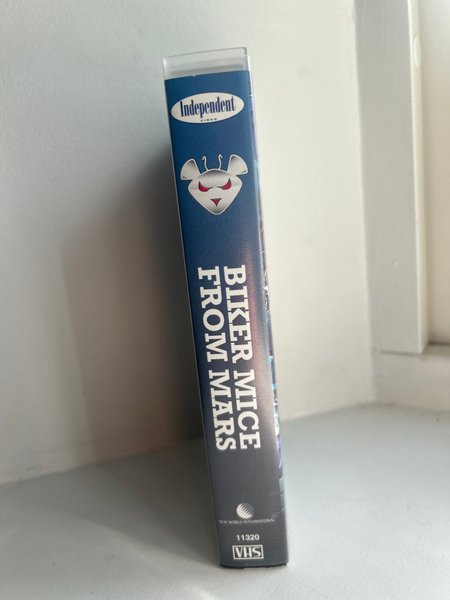 Independent
VIDEO
BIKER MICE
FROM MARS
NEW WORLD INTERNATIONAL
11320
VHS